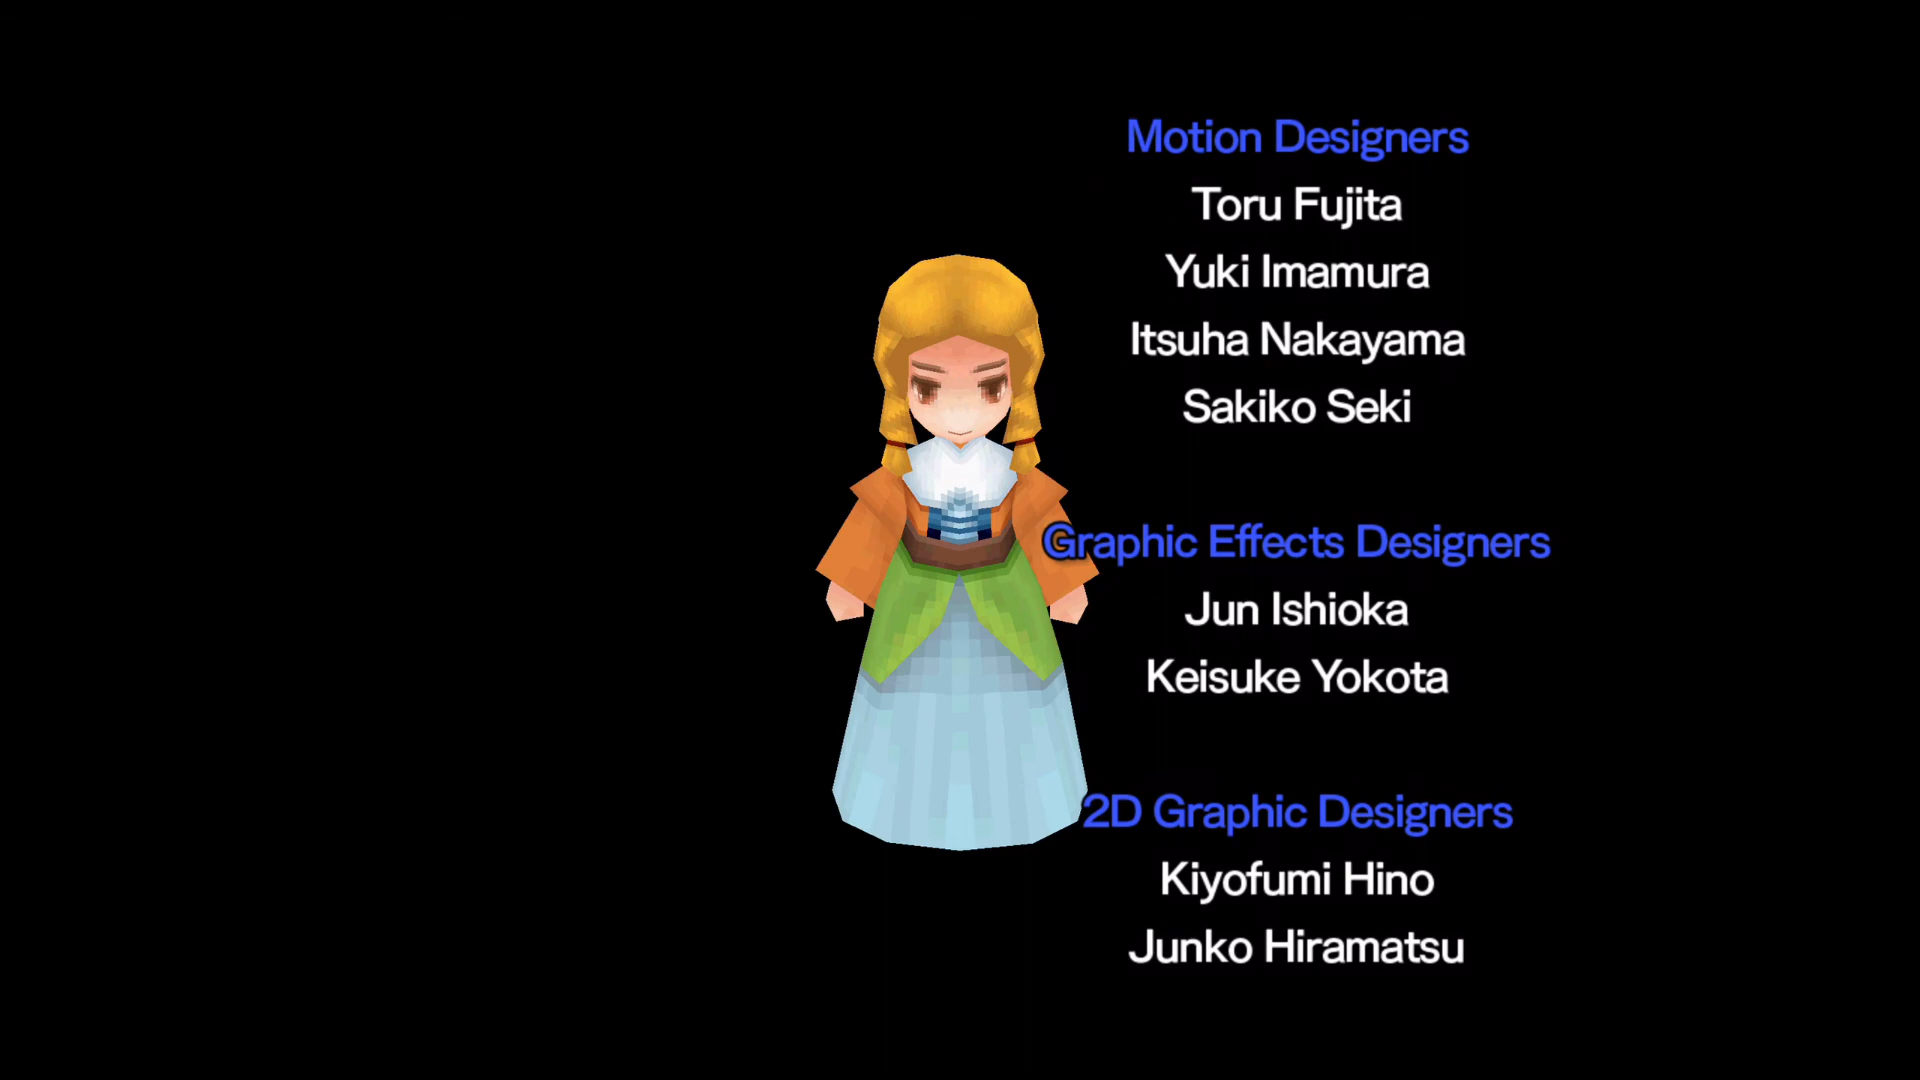 Motion Designers
Toru Fujita
Yuki Imamura
Itsuha Nakayama
Sakiko Seki
Graphic Effects Designers
Jun Ishioka
Keisuke Yokota
2D Graphic Designers
Kiyofumi Hino
Junko Hiramatsu